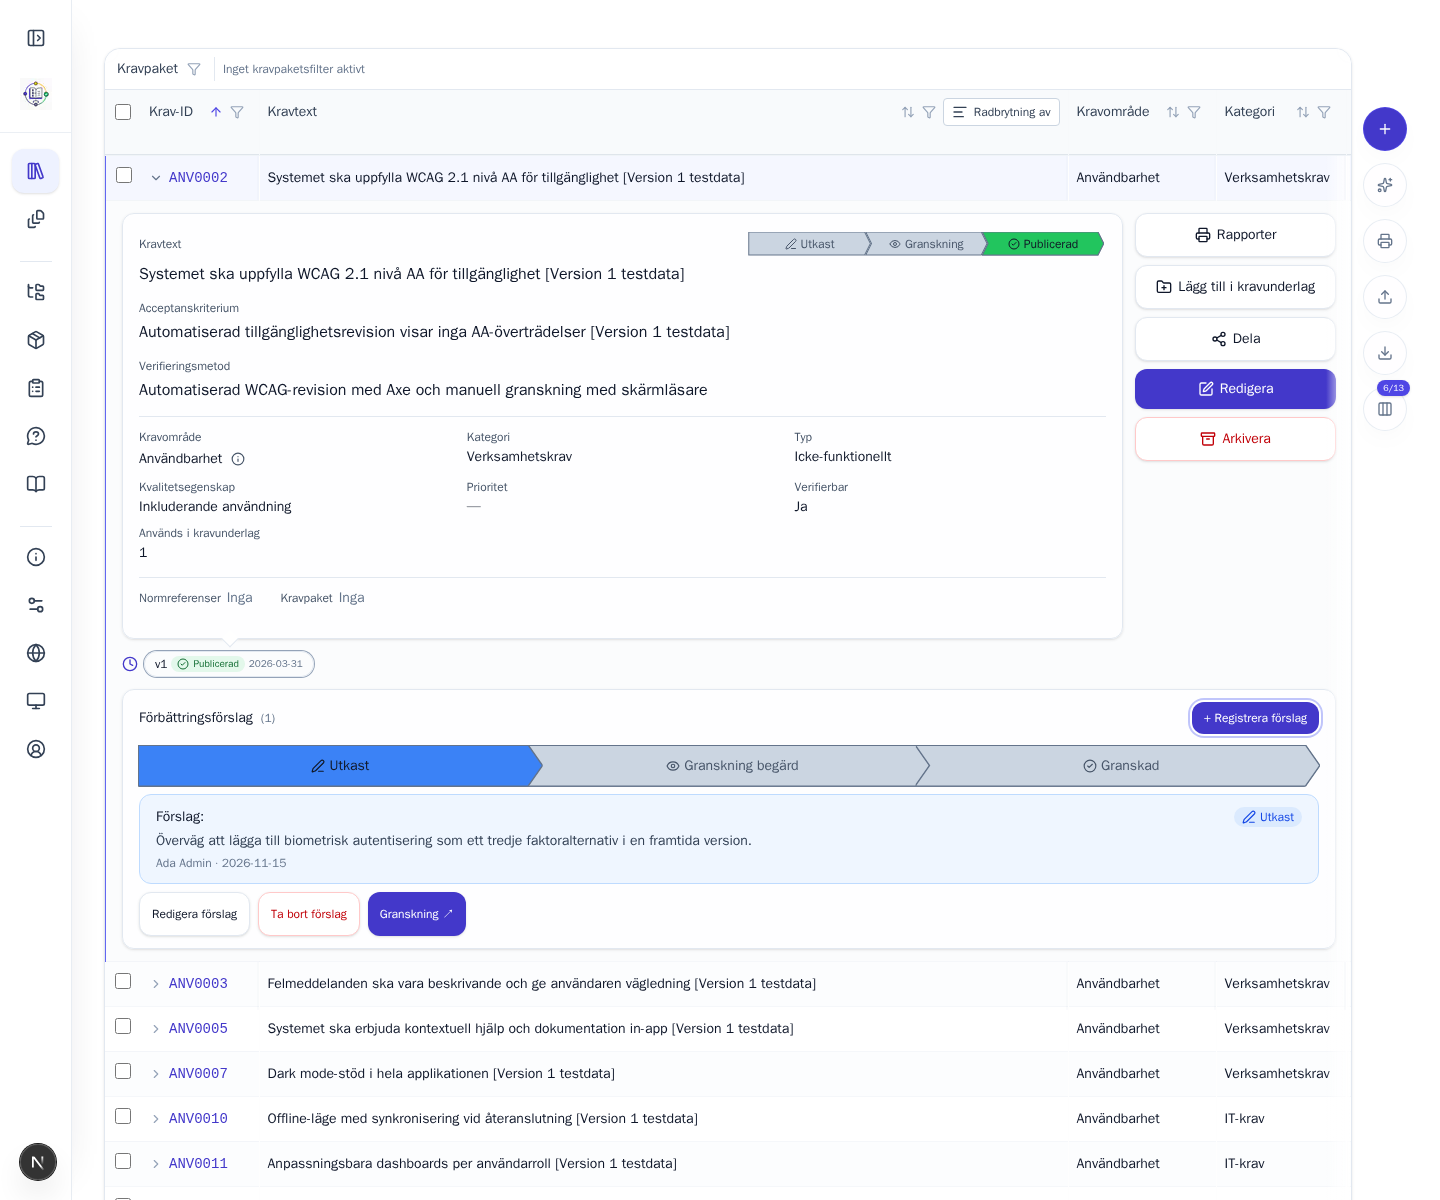 Kravpaket Inget kravpaketsfilter aktivt
Krav-ID Kravtext Radbrytning av Kravområde Kategori
ANV0002 Systemet ska uppfylla WCAG 2.1 nivå AA för tillgänglighet [Version 1 testdata] Användbarhet Verksamhetskrav
Kravtext Utkast Granskning Publicerad
Systemet ska uppfylla WCAG 2.1 nivå AA för tillgänglighet [Version 1 testdata]
Acceptanskriterium
Automatiserad tillgänglighetsrevision visar inga AA-överträdelser [Version 1 testdata]
Verifieringsmetod
Automatiserad WCAG-revision med Axe och manuell granskning med skärmläsare
Kravområde Kategori Typ
Användbarhet Verksamhetskrav Icke-funktionellt
Kvalitetsegenskap Prioritet Verifierbar
Inkluderande användning — Ja
Används i kravunderlag
1
Normreferenser Inga Kravpaket Inga
Rapporter
Lägg till i kravunderlag
Dela
Redigera
Arkivera
6/13
v1 Publicerad 2026-03-31
Förbättringsförslag (1) + Registrera förslag
Utkast Granskning begärd Granskad
Förslag: Utkast
Överväg att lägga till biometrisk autentisering som ett tredje faktoralternativ i en framtida version.
Ada Admin · 2026-11-15
Redigera förslag Ta bort förslag Granskning ↗
ANV0003 Felmeddelanden ska vara beskrivande och ge användaren vägledning [Version 1 testdata] Användbarhet Verksamhetskrav
ANV0005 Systemet ska erbjuda kontextuell hjälp och dokumentation in-app [Version 1 testdata] Användbarhet Verksamhetskrav
ANV0007 Dark mode-stöd i hela applikationen [Version 1 testdata] Användbarhet Verksamhetskrav
ANV0010 Offline-läge med synkronisering vid återanslutning [Version 1 testdata] Användbarhet IT-krav
ANV0011 Anpassningsbara dashboards per användarroll [Version 1 testdata] Användbarhet IT-krav
N